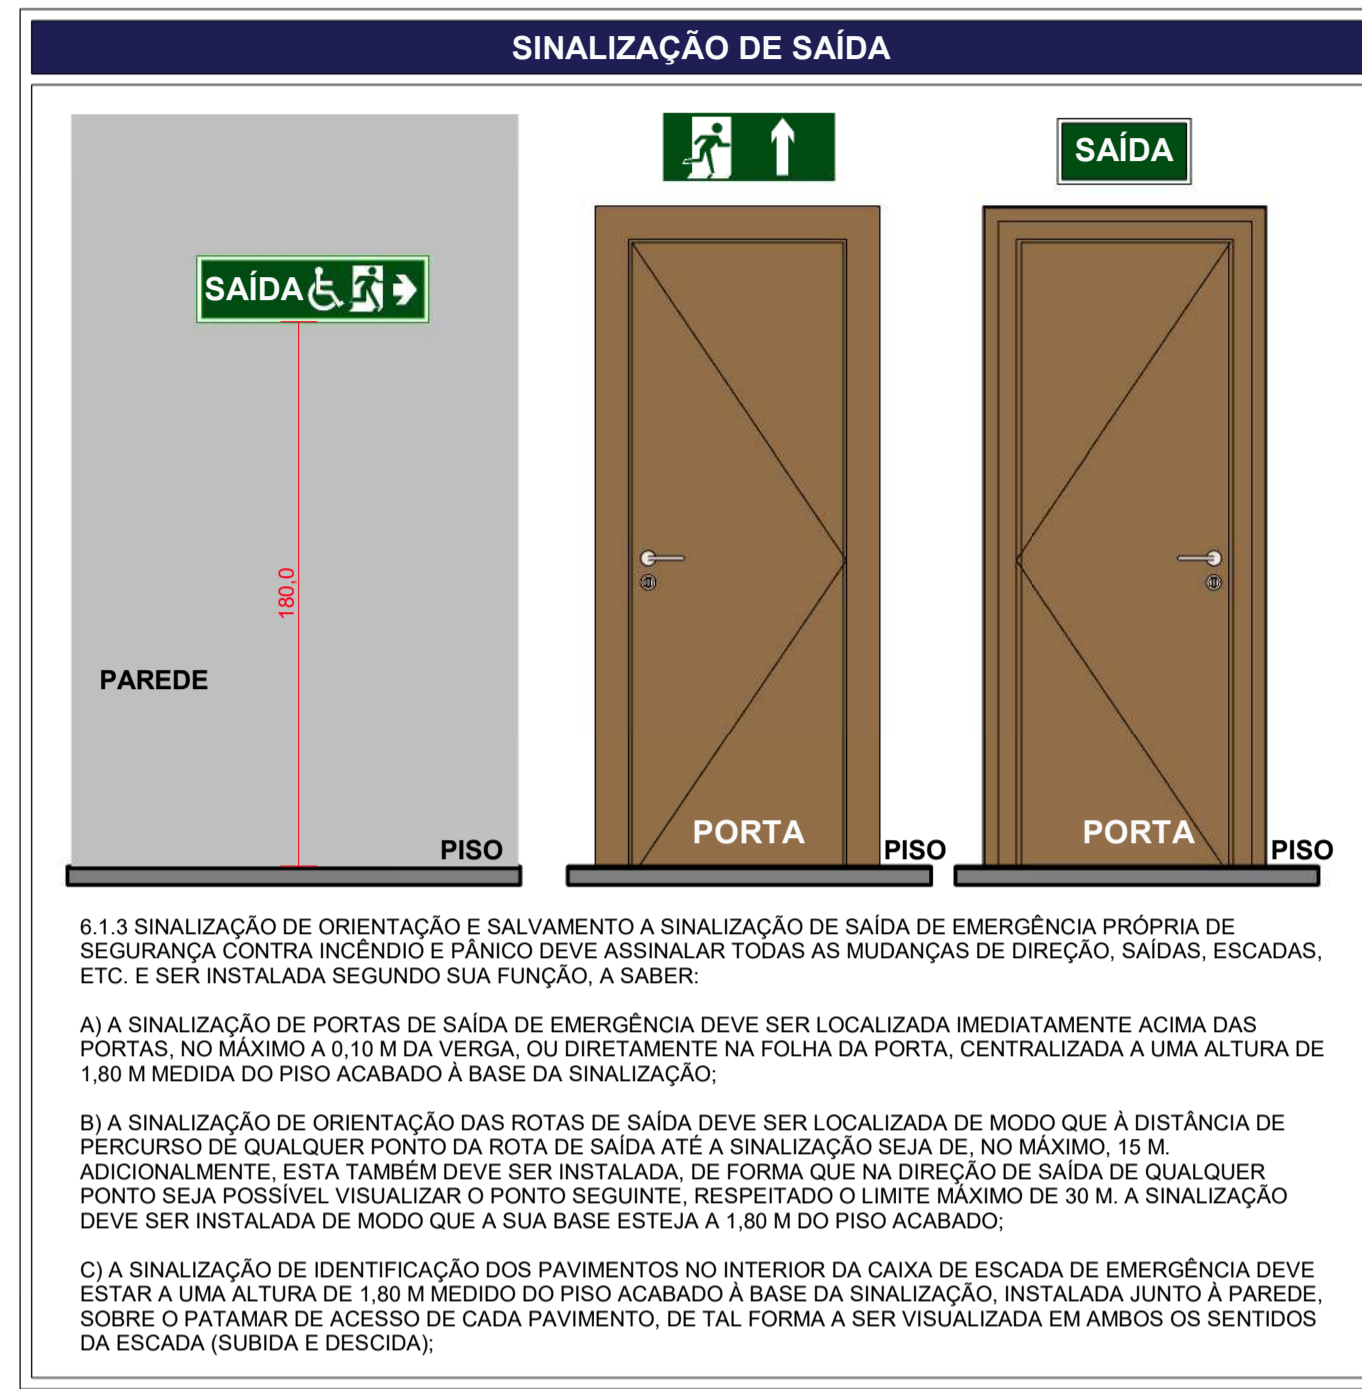 SINALIZAÇÃO DE SAÍDA
SAÍDA
SAÍDA
180,0
PAREDE
PISO
PORTA
PISO
PORTA
PISO
6.1.3 SINALIZAÇÃO DE ORIENTAÇÃO E SALVAMENTO A SINALIZAÇÃO DE SAÍDA DE EMERGÊNCIA PRÓPRIA DE
SEGURANÇA CONTRA INCÊNDIO E PÂNICO DEVE ASSINALAR TODAS AS MUDANÇAS DE DIREÇÃO, SAÍDAS, ESCADAS,
ETC. E SER INSTALADA SEGUNDO SUA FUNÇÃO, A SABER:
A) A SINALIZAÇÃO DE PORTAS DE SAÍDA DE EMERGÊNCIA DEVE SER LOCALIZADA IMEDIATAMENTE ACIMA DAS
PORTAS, NO MÁXIMO A 0,10 M DA VERGA, OU DIRETAMENTE NA FOLHA DA PORTA, CENTRALIZADA A UMA ALTURA DE
1,80 M MEDIDA DO PISO ACABADO À BASE DA SINALIZAÇÃO;
B) A SINALIZAÇÃO DE ORIENTAÇÃO DAS ROTAS DE SAÍDA DEVE SER LOCALIZADA DE MODO QUE À DISTÂNCIA DE
PERCURSO DE QUALQUER PONTO DA ROTA DE SAÍDA ATÉ A SINALIZAÇÃO SEJA DE, NO MÁXIMO, 15 M.
ADICIONALMENTE, ESTA TAMBÉM DEVE SER INSTALADA, DE FORMA QUE NA DIREÇÃO DE SAÍDA DE QUALQUER
PONTO SEJA POSSÍVEL VISUALIZAR O PONTO SEGUINTE, RESPEITADO O LIMITE MÁXIMO DE 30 M. A SINALIZAÇÃO
DEVE SER INSTALADA DE MODO QUE A SUA BASE ESTEJA A 1,80 M DO PISO ACABADO;
C) A SINALIZAÇÃO DE IDENTIFICAÇÃO DOS PAVIMENTOS NO INTERIOR DA CAIXA DE ESCADA DE EMERGÊNCIA DEVE
ESTAR A UMA ALTURA DE 1,80 M MEDIDO DO PISO ACABADO À BASE DA SINALIZAÇÃO, INSTALADA JUNTO À PAREDE,
SOBRE O PATAMAR DE ACESSO DE CADA PAVIMENTO, DE TAL FORMA A SER VISUALIZADA EM AMBOS OS SENTIDOS
DA ESCADA (SUBIDA E DESCIDA);